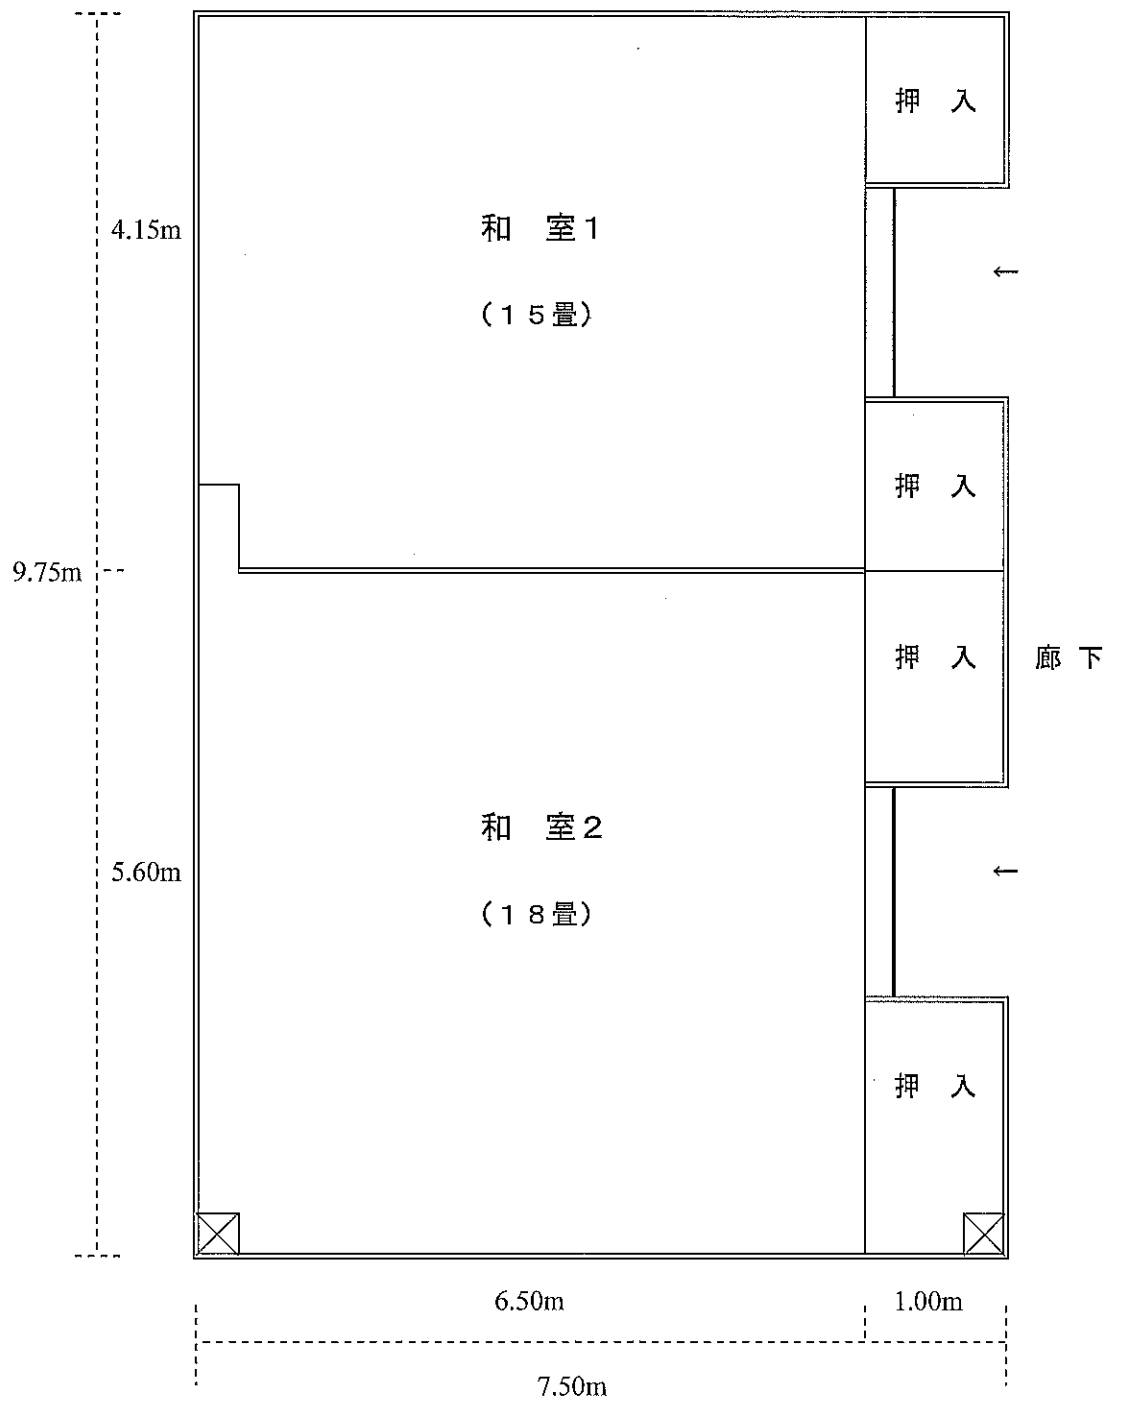 押 入
4.15m
和 室1
←
(15畳)
押 入
9.75m
押 入
廊 下
和 室2
5.60m
←
(18畳)
押 入
6.50m
1.00m
7.50m